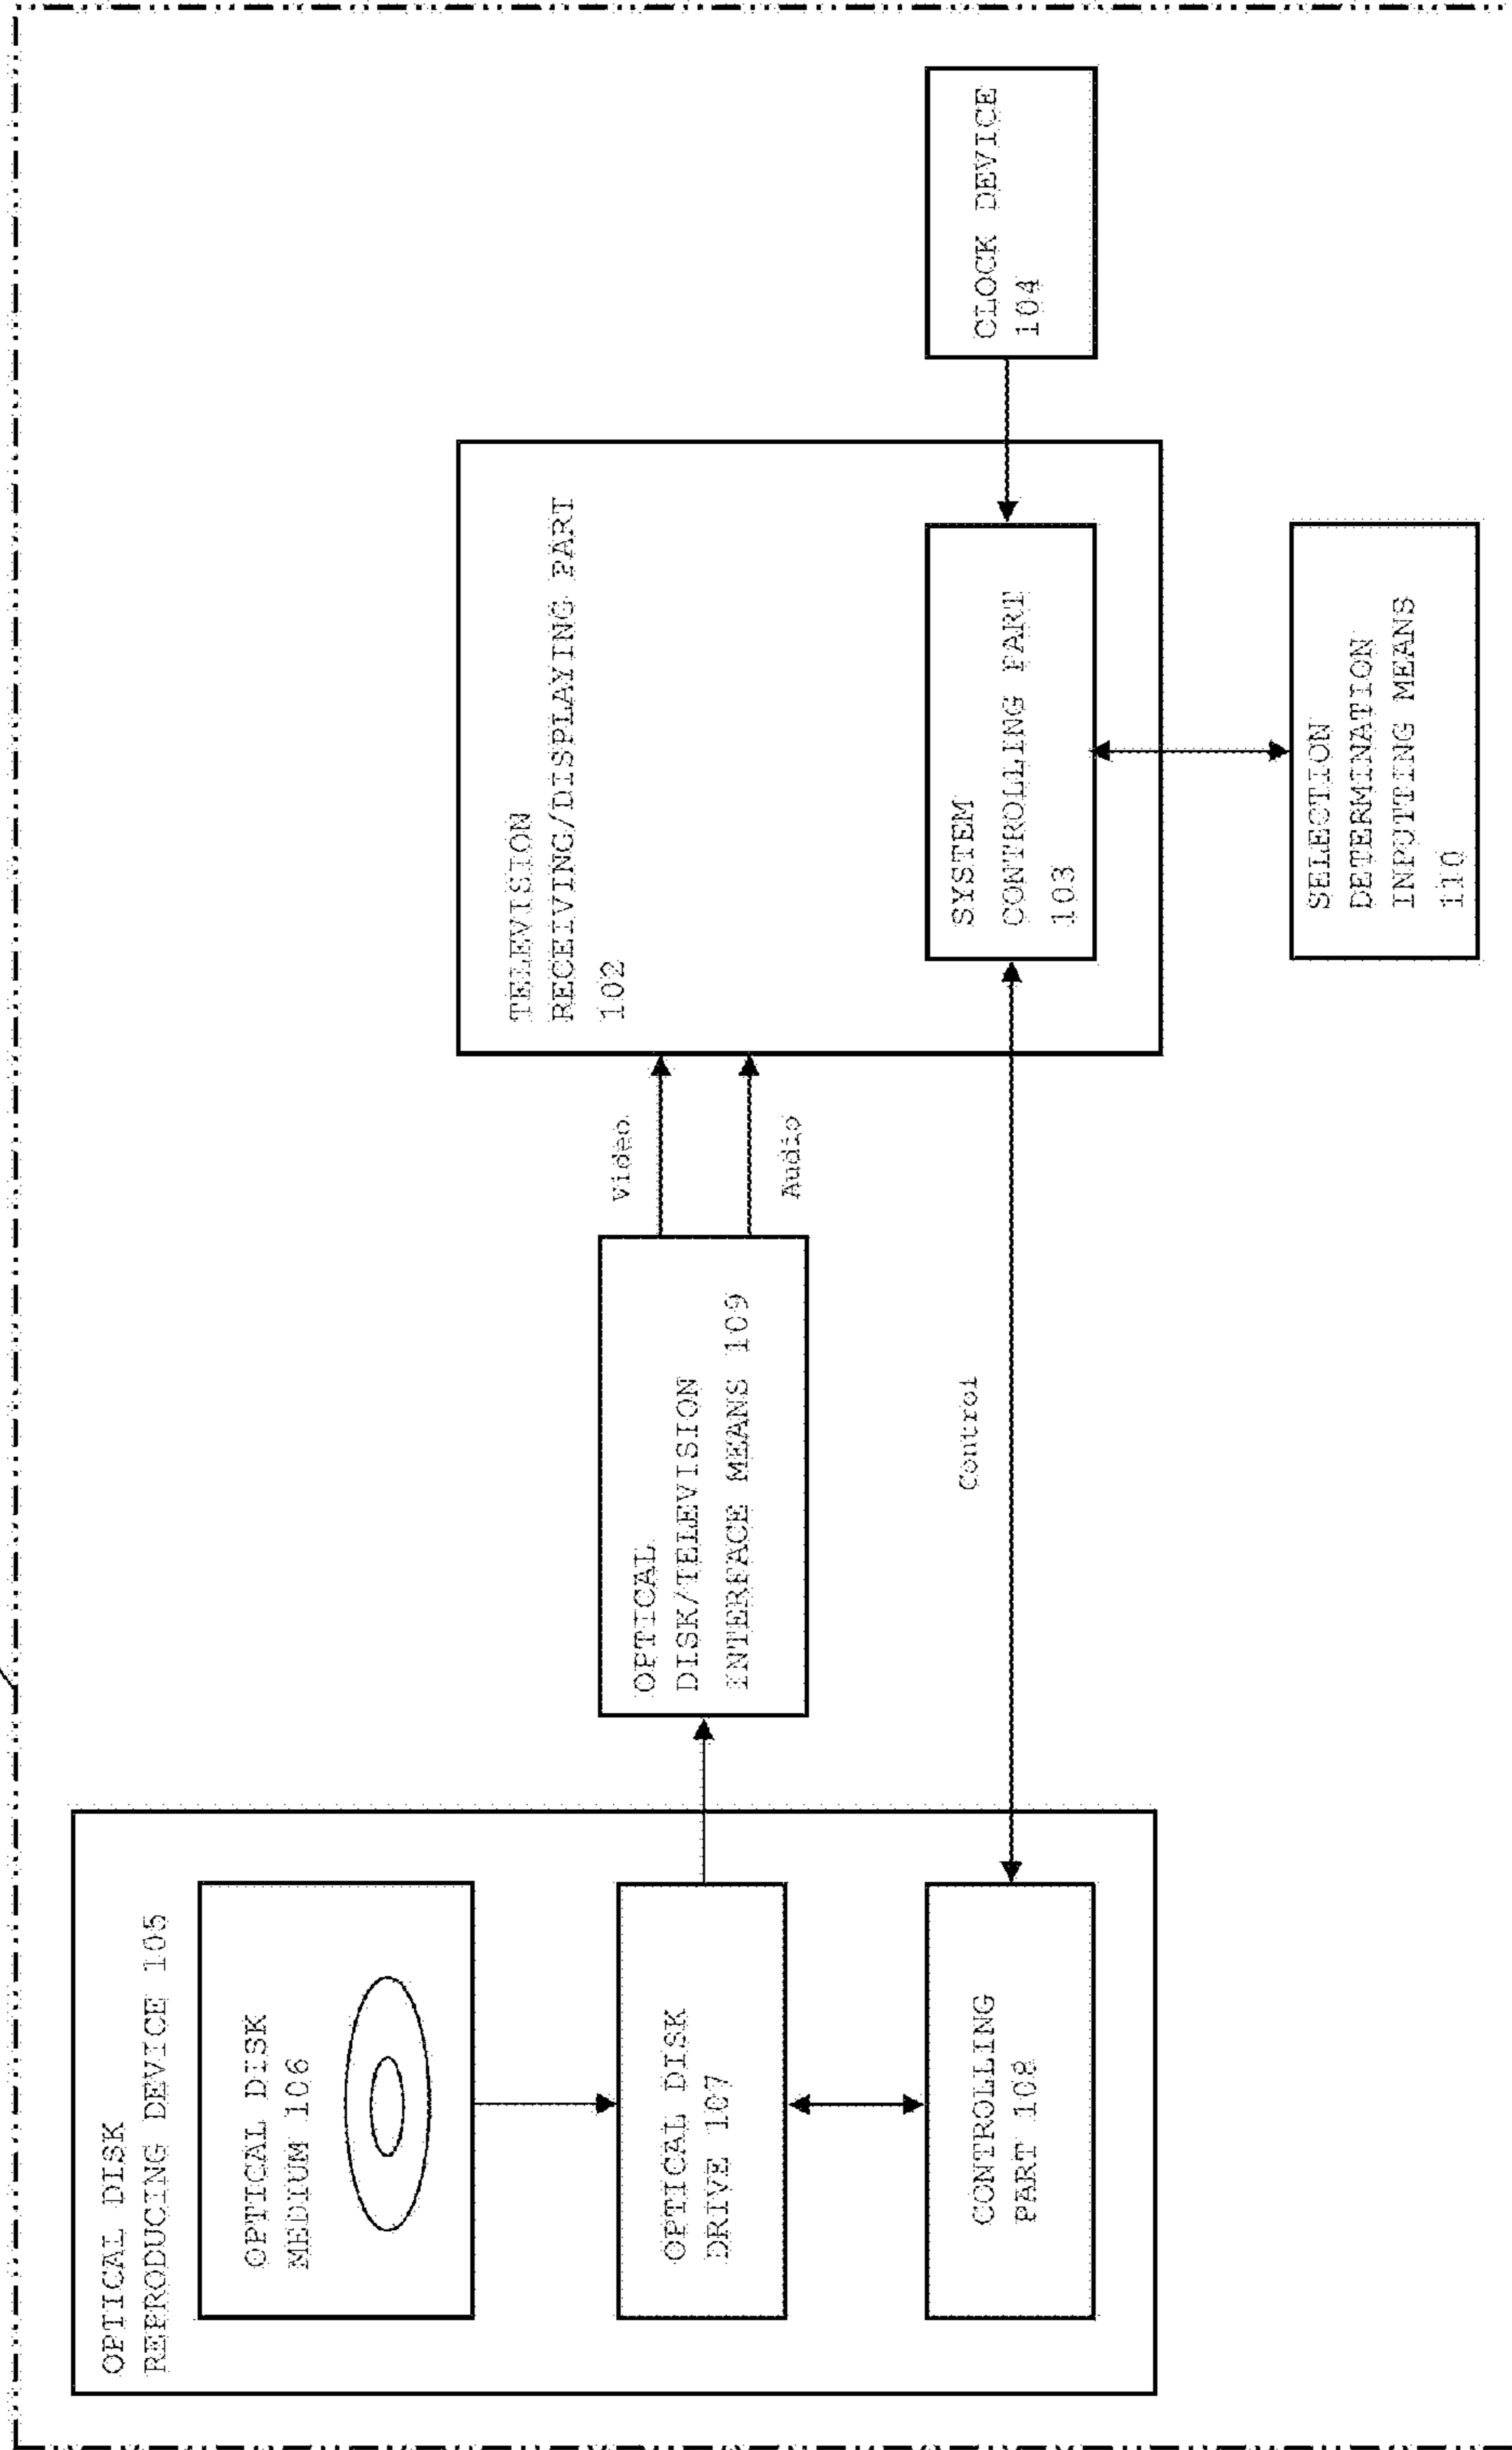 OPTICAL DISK
REPRODUCING DEVICE 105
OPTICAL DISK
MEDIUM 106
OPTICAL DISK
DRIVE 107
CONTROLLING
PART 108
OPTICAL
DISK/TELEVISION
INTERFACE MEANS 109
Video
Audio
Control
TELEVISION
RECEIVING/DISPLAYING PART
102
SYSTEM
CONTROLLING PART
103
CLOCK DEVICE
104
SELECTION
DETERMINATION
INPUTTING MEANS
110